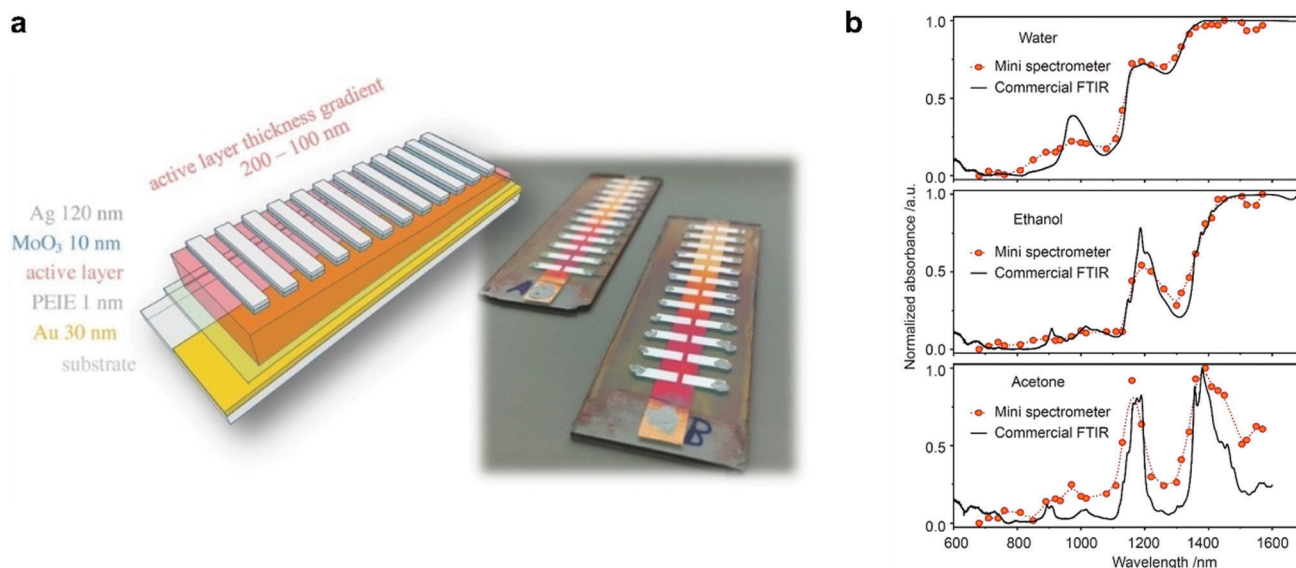 a
active layer thickness gradient
200 – 100 nm
Ag 120 nm
MoO₃ 10 nm
active layer
PEIE 1 nm
Au 30 nm
substrate
A
B
b
Normalized absorbance /a.u.
1.0
0.5
0.0
Water
Mini spectrometer
Commercial FTIR
1.0
0.5
0.0
Ethanol
Mini spectrometer
Commercial FTIR
1.0
0.5
0.0
Acetone
Mini spectrometer
Commercial FTIR
600 800 1000 1200 1400 1600
Wavelength /nm